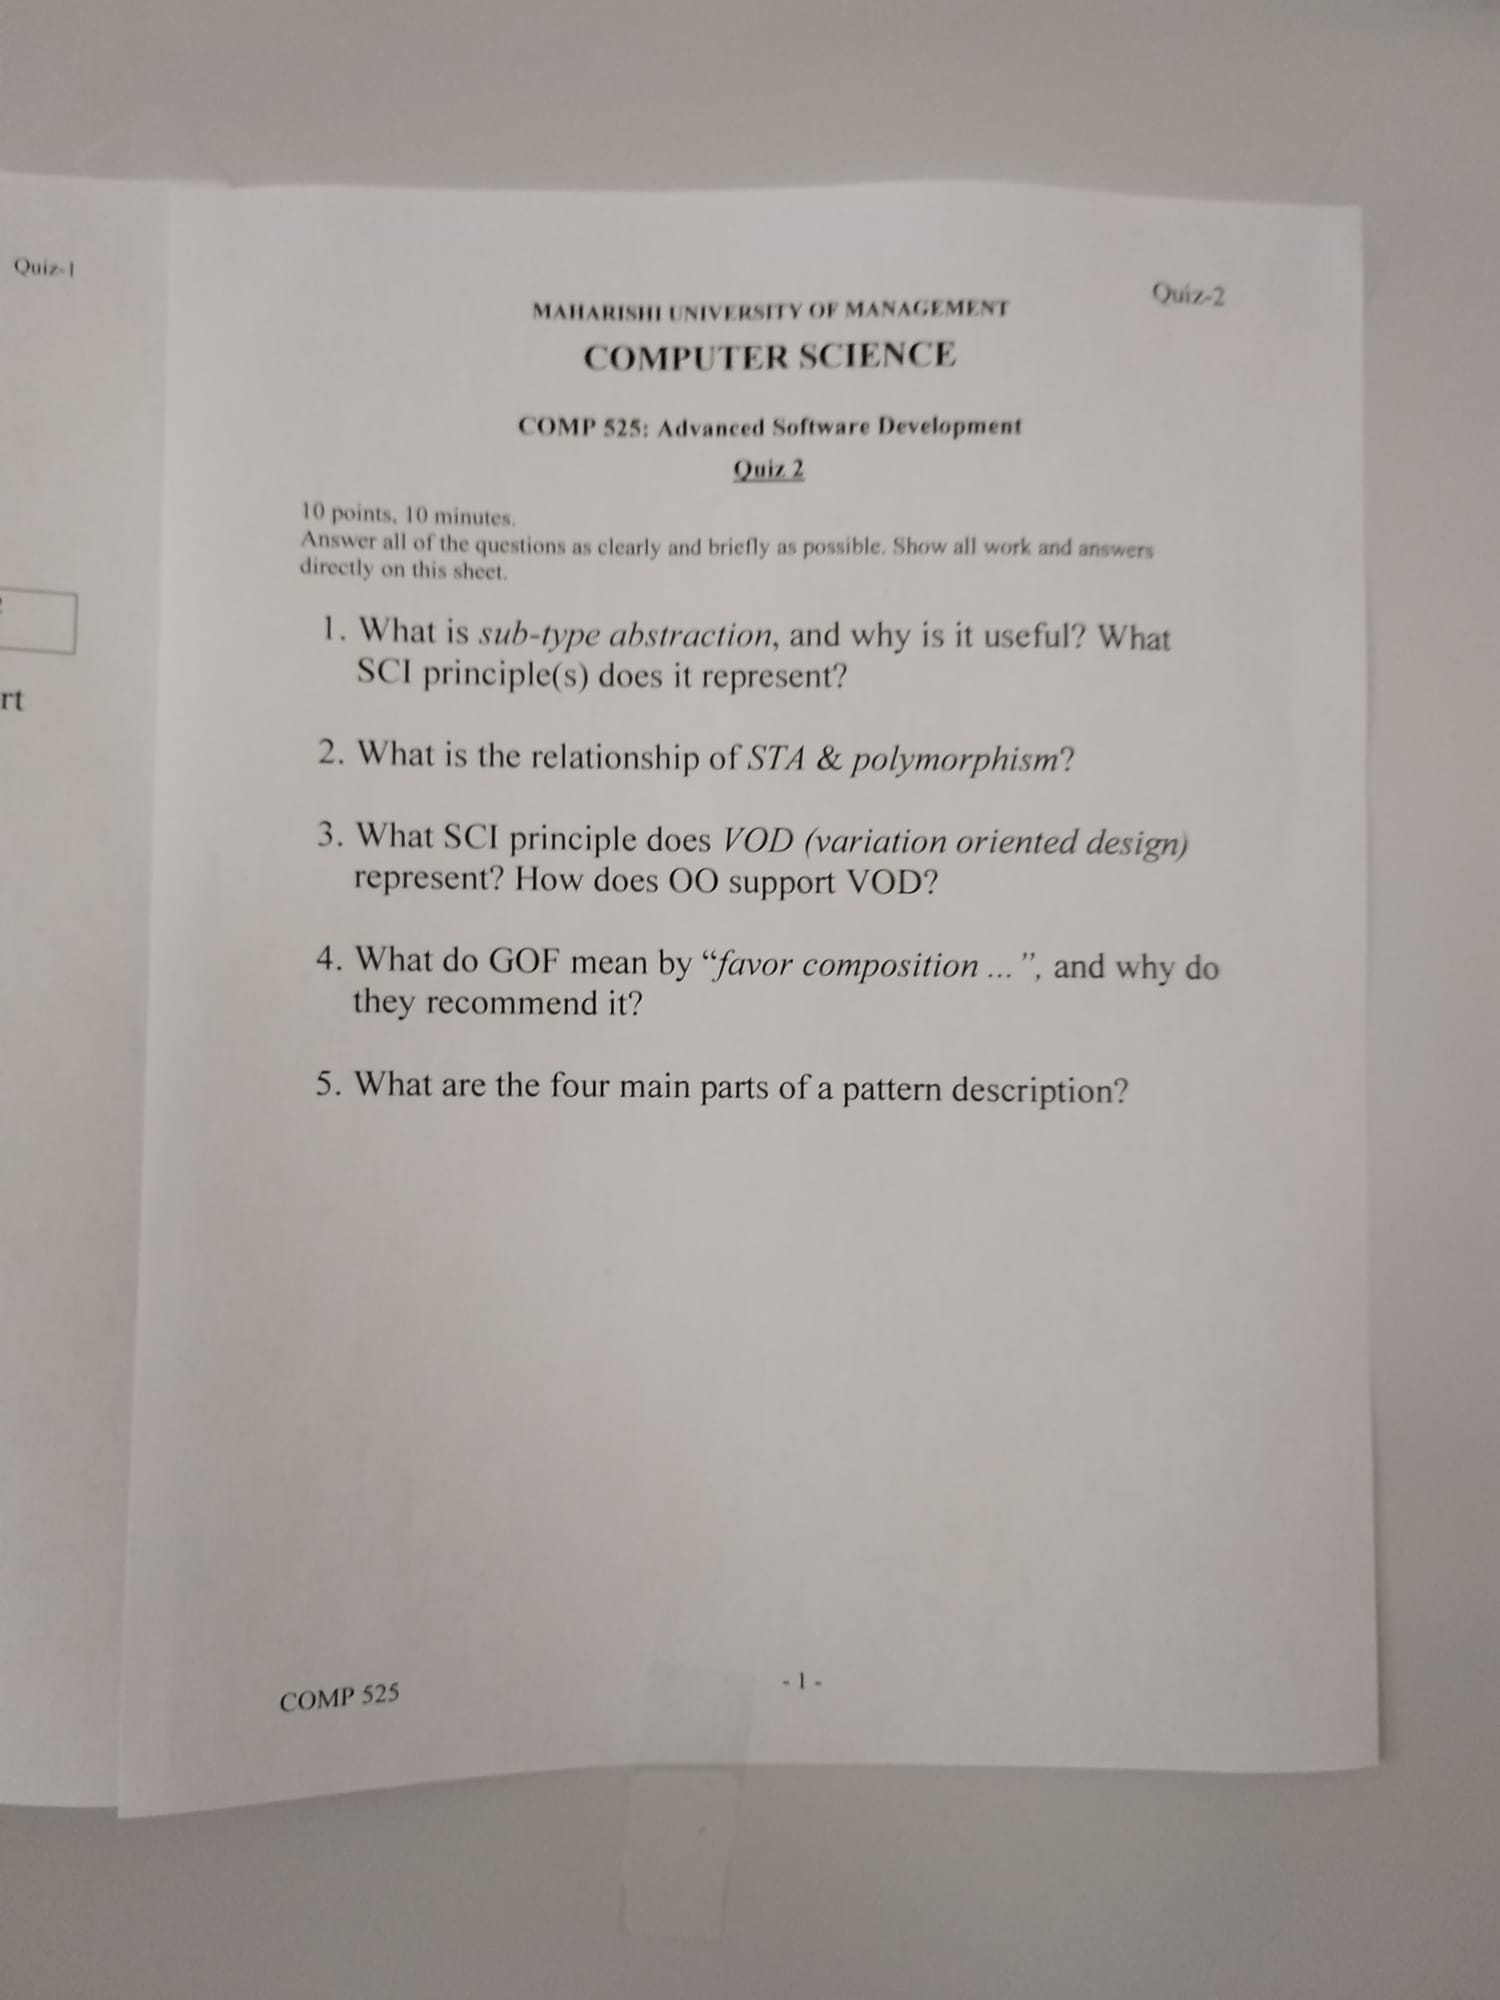 Quiz-1
rt
Quiz-2
MAHARISHI UNIVERSITY OF MANAGEMENT
COMPUTER SCIENCE
COMP 525: Advanced Software Development
Quiz 2
10 points, 10 minutes.
Answer all of the questions as clearly and briefly as possible. Show all work and answers
directly on this sheet.
1. What is sub-type abstraction, and why is it useful? What
SCI principle(s) does it represent?
2. What is the relationship of STA & polymorphism?
3. What SCI principle does VOD (variation oriented design)
represent? How does OO support VOD?
4. What do GOF mean by “favor composition ...”, and why do
they recommend it?
5. What are the four main parts of a pattern description?
COMP 525
- 1 -